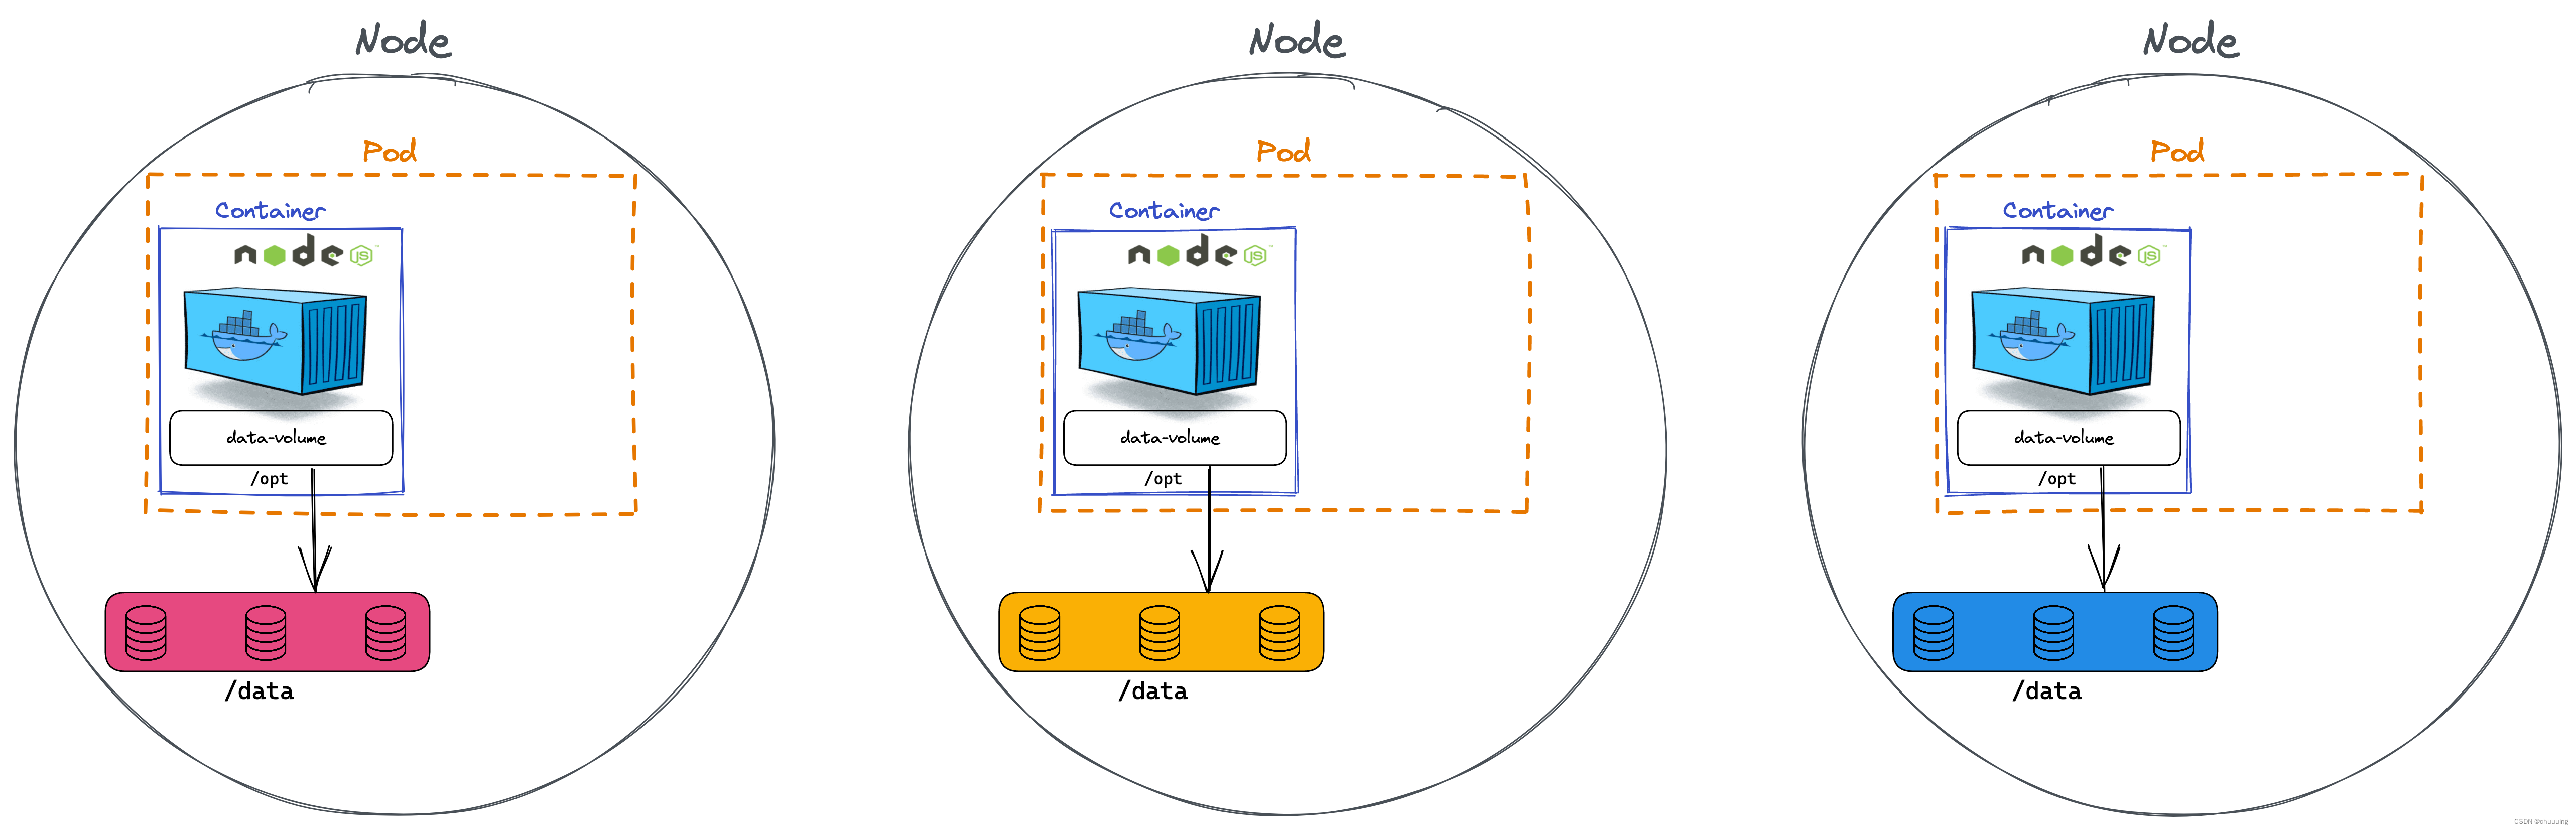 Node
Pod
Container
node JS
data-volume
/opt
/data
Node
Pod
Container
node JS
data-volume
/opt
/data
Node
Pod
Container
node JS
data-volume
/opt
/data
CSDN @chuuuing